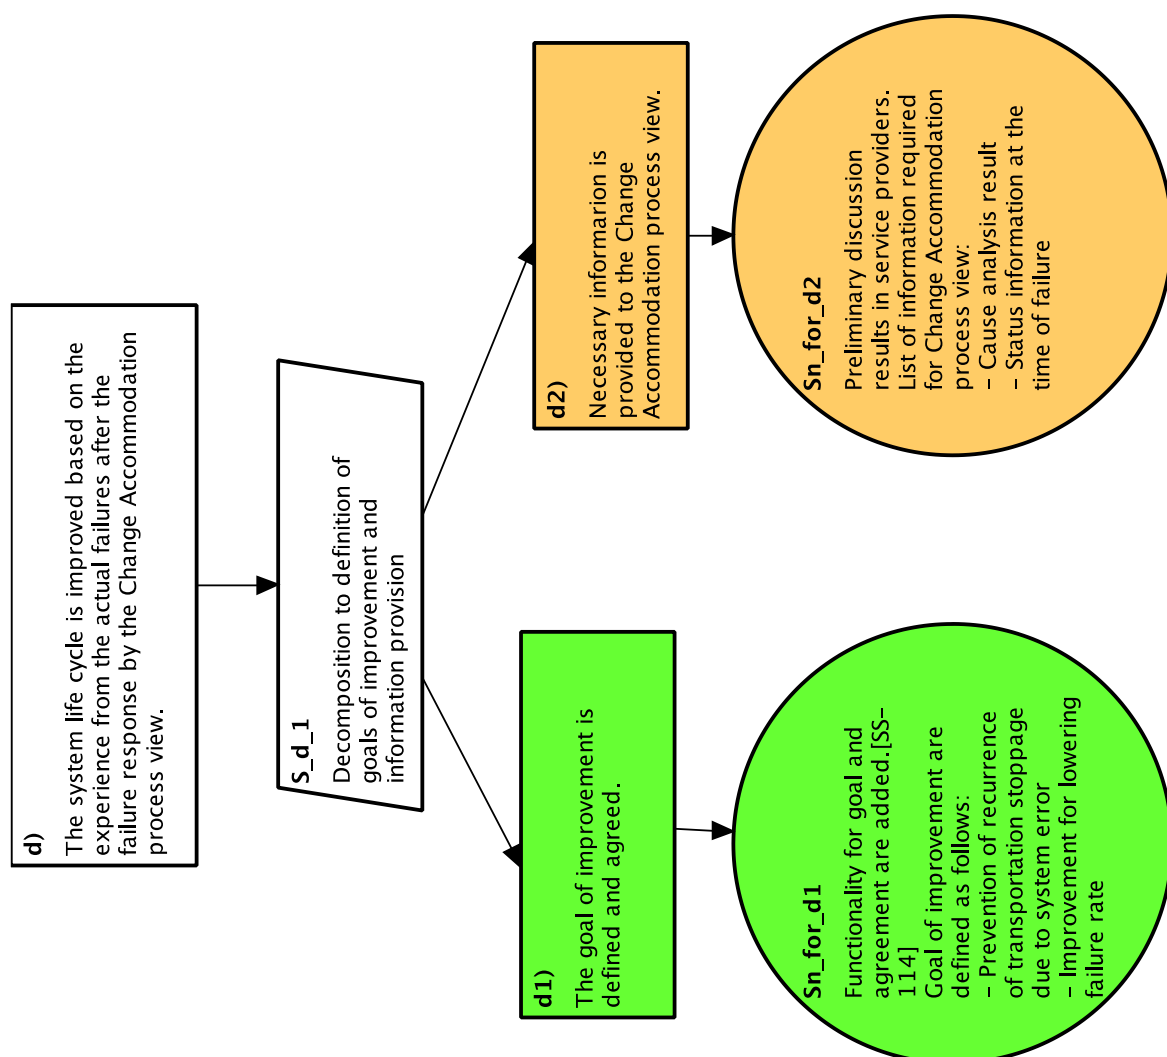 d)
The system life cycle is improved based on the
experience from the actual failures after the
failure response by the Change Accommodation
process view.
S_d_1
Decomposition to definition of
goals of improvement and
information provision
d1)
The goal of improvement is
defined and agreed.
d2)
Necessary informarion is
provided to the Change
Accommodation process view.
Sn_for_d1
Functionality for goal and
agreement are added.[SS-
114]
Goal of improvement are
defined as follows:
- Prevention of recurrence
of transportation stoppage
due to system error
- Improvement for lowering
failure rate
Sn_for_d2
Preliminary discussion
results in service providers.
List of information required
for Change Accommodation
process view:
- Cause analysis result
- Status information at the
time of failure